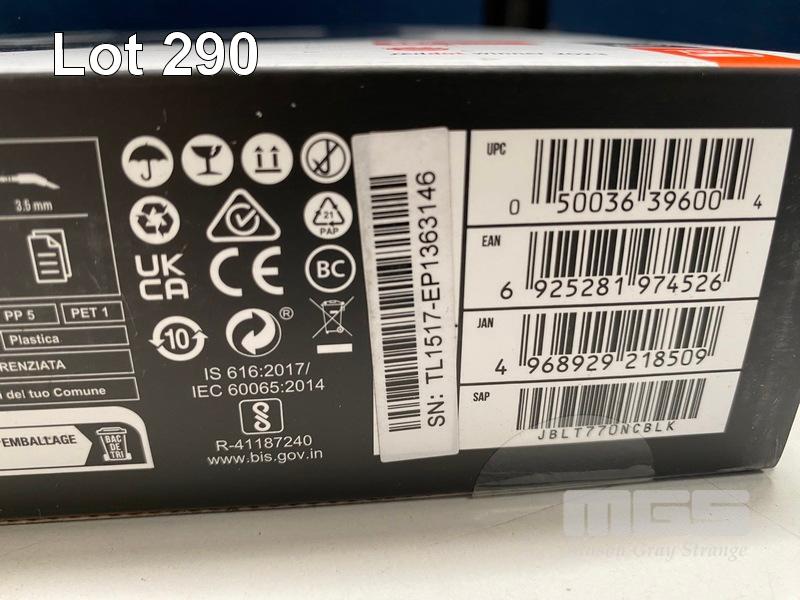 Lot 290
3.5 mm
PP 5
PET 1
Plastica
RENZIATA
i del tuo Comune
EMBALLAGE
BAC
DE
TRI
21
PAP
UK
CA
CE
BC
10
®
IS 616:2017/
IEC 60065:2014
R-41187240
www.bis.gov.in
SN: TL1517-EP1363146
UPC
0 50036 39600 4
EAN
6 925281 974526
JAN
4 968929 218509
SAP
JBLT770NCBLK
MGS
Mason Gray Strange